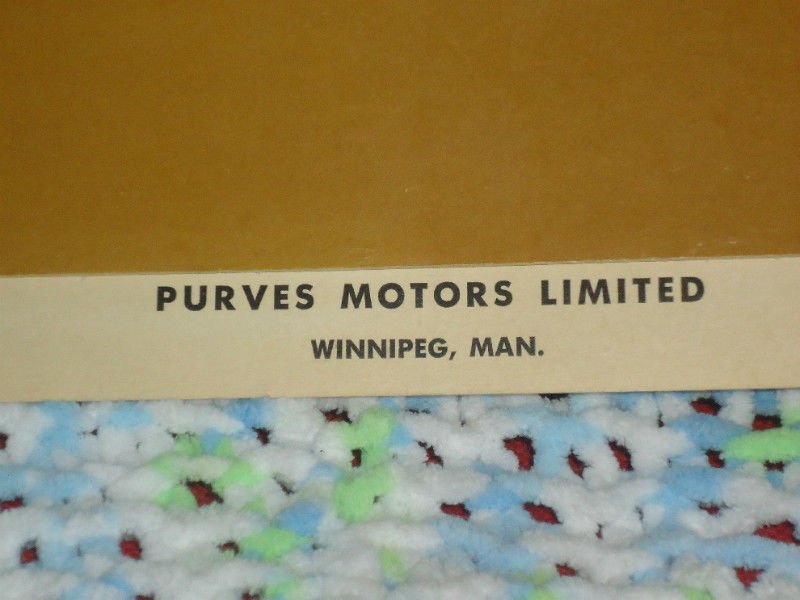 PURVES MOTORS LIMITED
WINNIPEG, MAN.